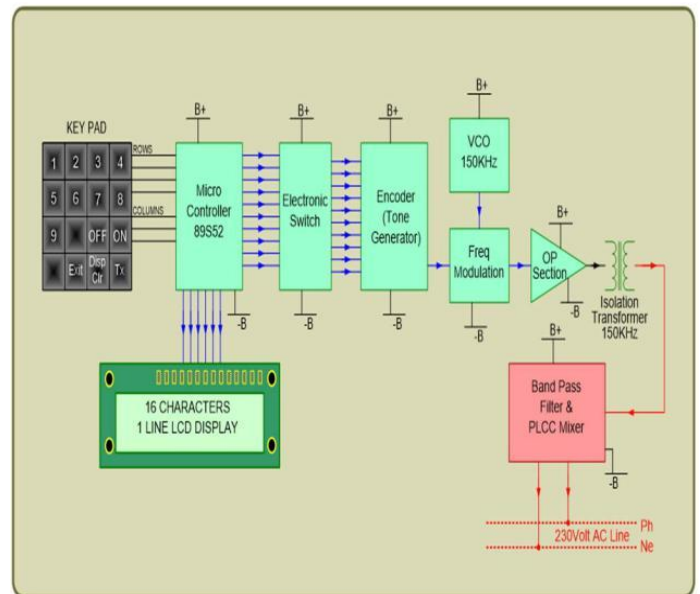 KEY PAD
1 2 3 4
5 6 7 8
9 OFF ON
Exit Disp Clr Tx
ROWS
COLUMNS
B+
Micro
Controller
89S52
-B
B+
Electronic
Switch
-B
B+
Encoder
(Tone
Generator)
-B
B+
VCO
150KHz
Freq
Modulation
-B
B+
OP
Section
-B
Isolation
Transformer
150KHz
16 CHARACTERS
1 LINE LCD DISPLAY
B+
Band Pass
Filter &
PLCC Mixer
-B
230Volt AC Line
Ph
Ne